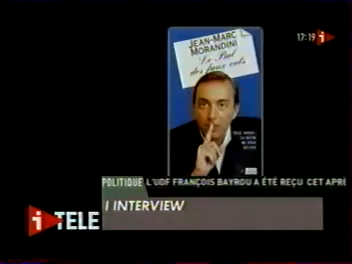 17:19 i
JEAN-MARC
MORANDINI
Le Bal
des faux culs
POLITIQUE L'UDF FRANÇOIS BAYROU A ÉTÉ REÇU CET APRÈ
I INTERVIEW
i TELE